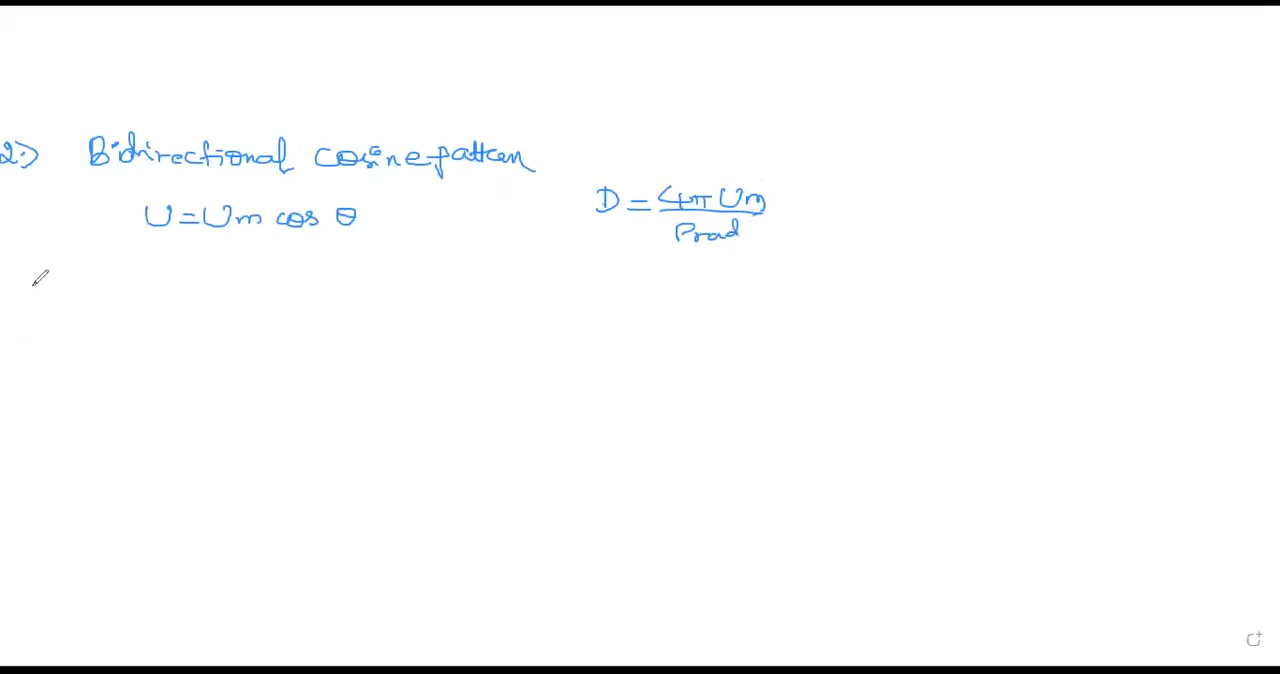 2:) Bidirectional cosine pattern
U = Um cos θ
D = 4π Um / Prad